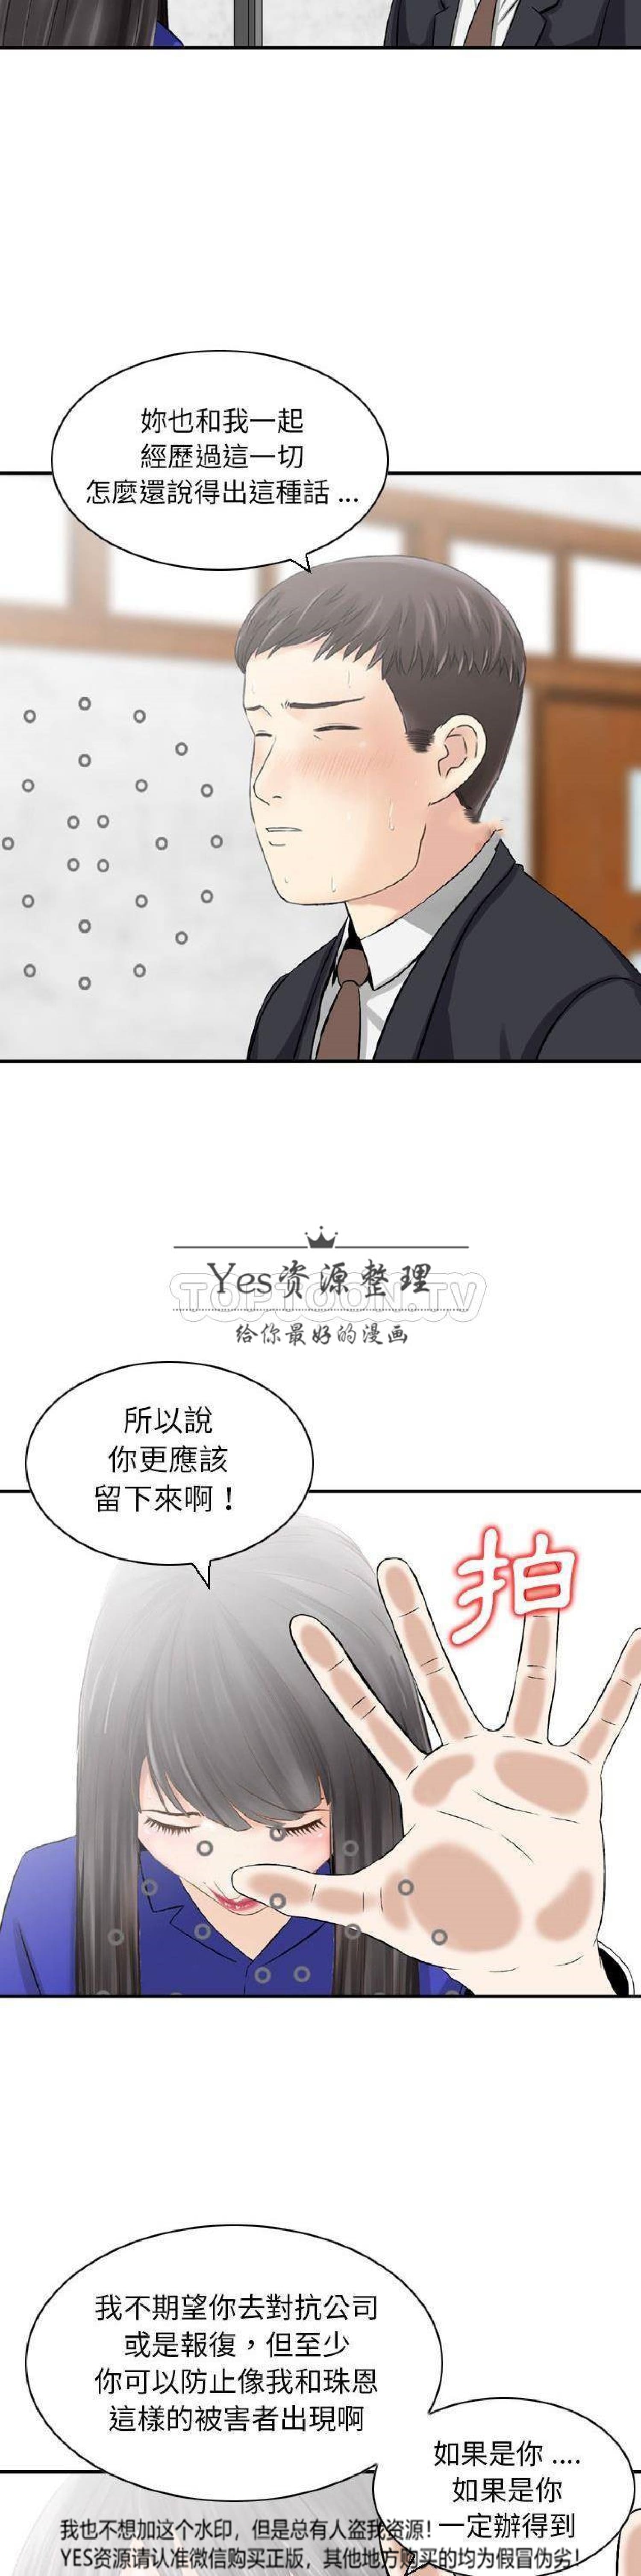 妳也和我一起
經歷過這一切
怎麼還說得出這種話...
Yes资源整理
TOPTOON.TV
给你最好的漫画
所以說
你更應該
留下來啊！
拍
我不期望你去對抗公司
或是報復，但至少
你可以防止像我和珠恩
這樣的被害者出現啊
如果是你....
如果是你
一定辦得到
我也不想加这个水印，但是总有人盗我资源！
YES资源请认准微信购买正版，其他地方购买的均为假冒伪劣！